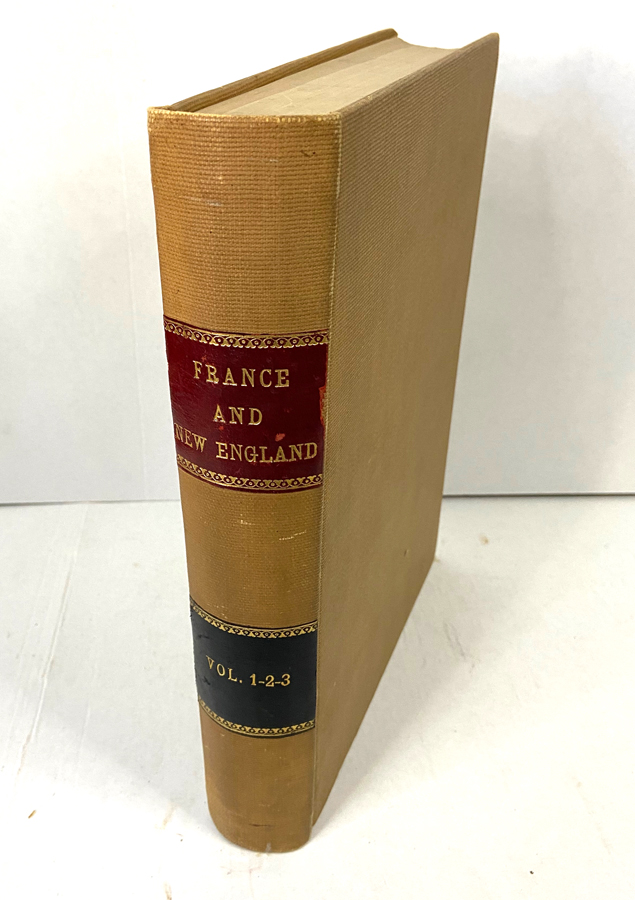 FRANCE
AND
NEW ENGLAND
VOL. 1-2-3